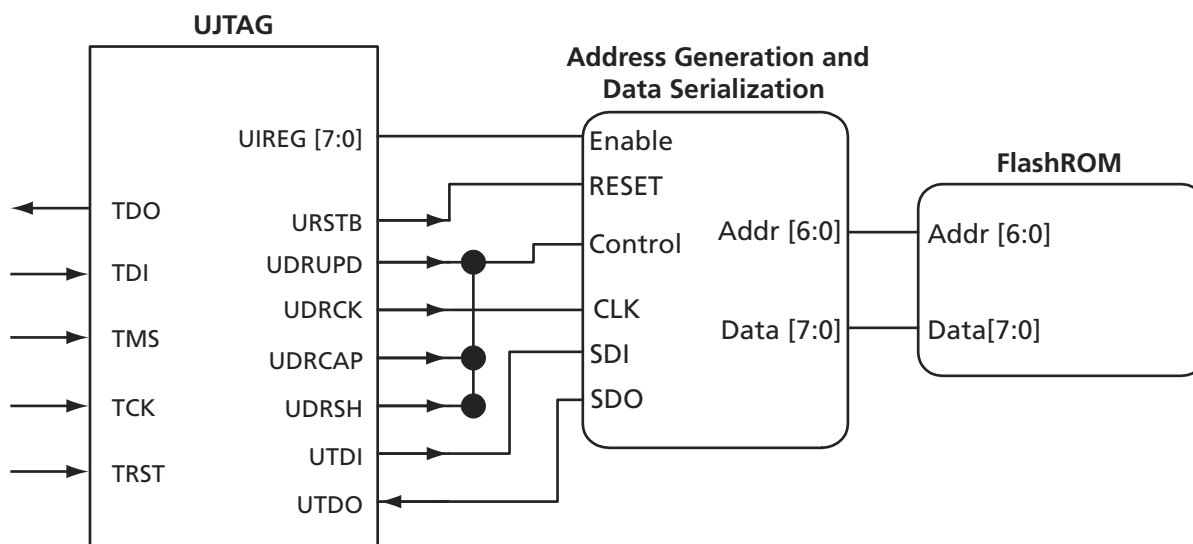 UJTAG
Address Generation and
Data Serialization
FlashROM
UIREG [7:0]
URSTB
UDRUPD
UDRCK
UDRCAP
UDRSH
UTDI
UTDO
TDO
TDI
TMS
TCK
TRST
Enable
RESET
Control
CLK
SDI
SDO
Addr [6:0]
Data [7:0]
Addr [6:0]
Data[7:0]